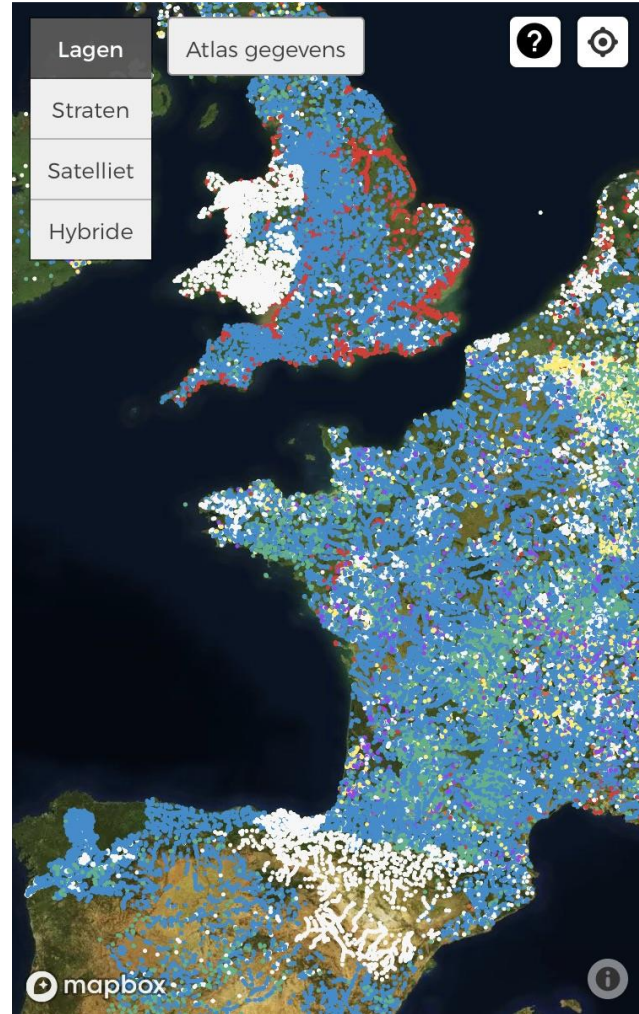 Lagen
Atlas gegevens
Straten
Satelliet
Hybride
mapbox